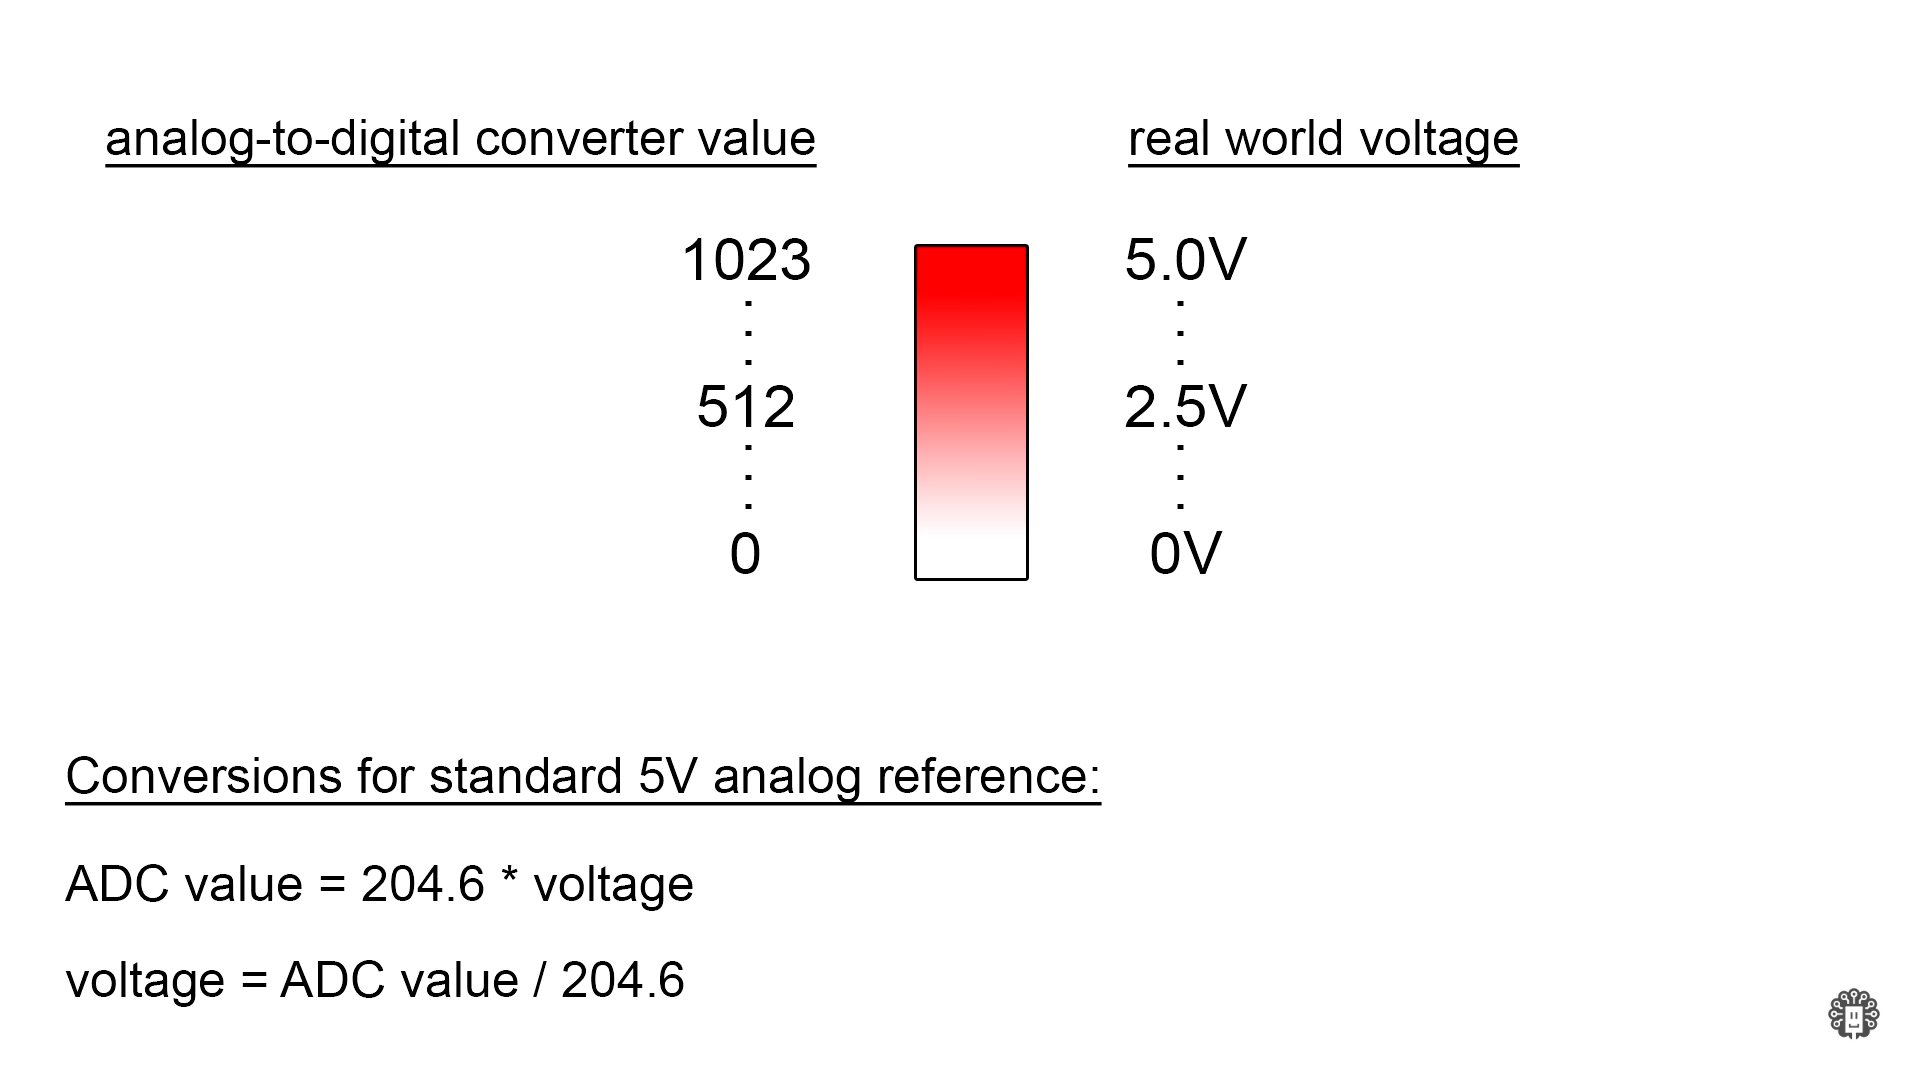 analog-to-digital converter value real world voltage
1023 5.0V
.
.
.
.
.
.
512 2.5V
.
.
.
.
.
.
0 0V
Conversions for standard 5V analog reference:
ADC value = 204.6 * voltage
voltage = ADC value / 204.6